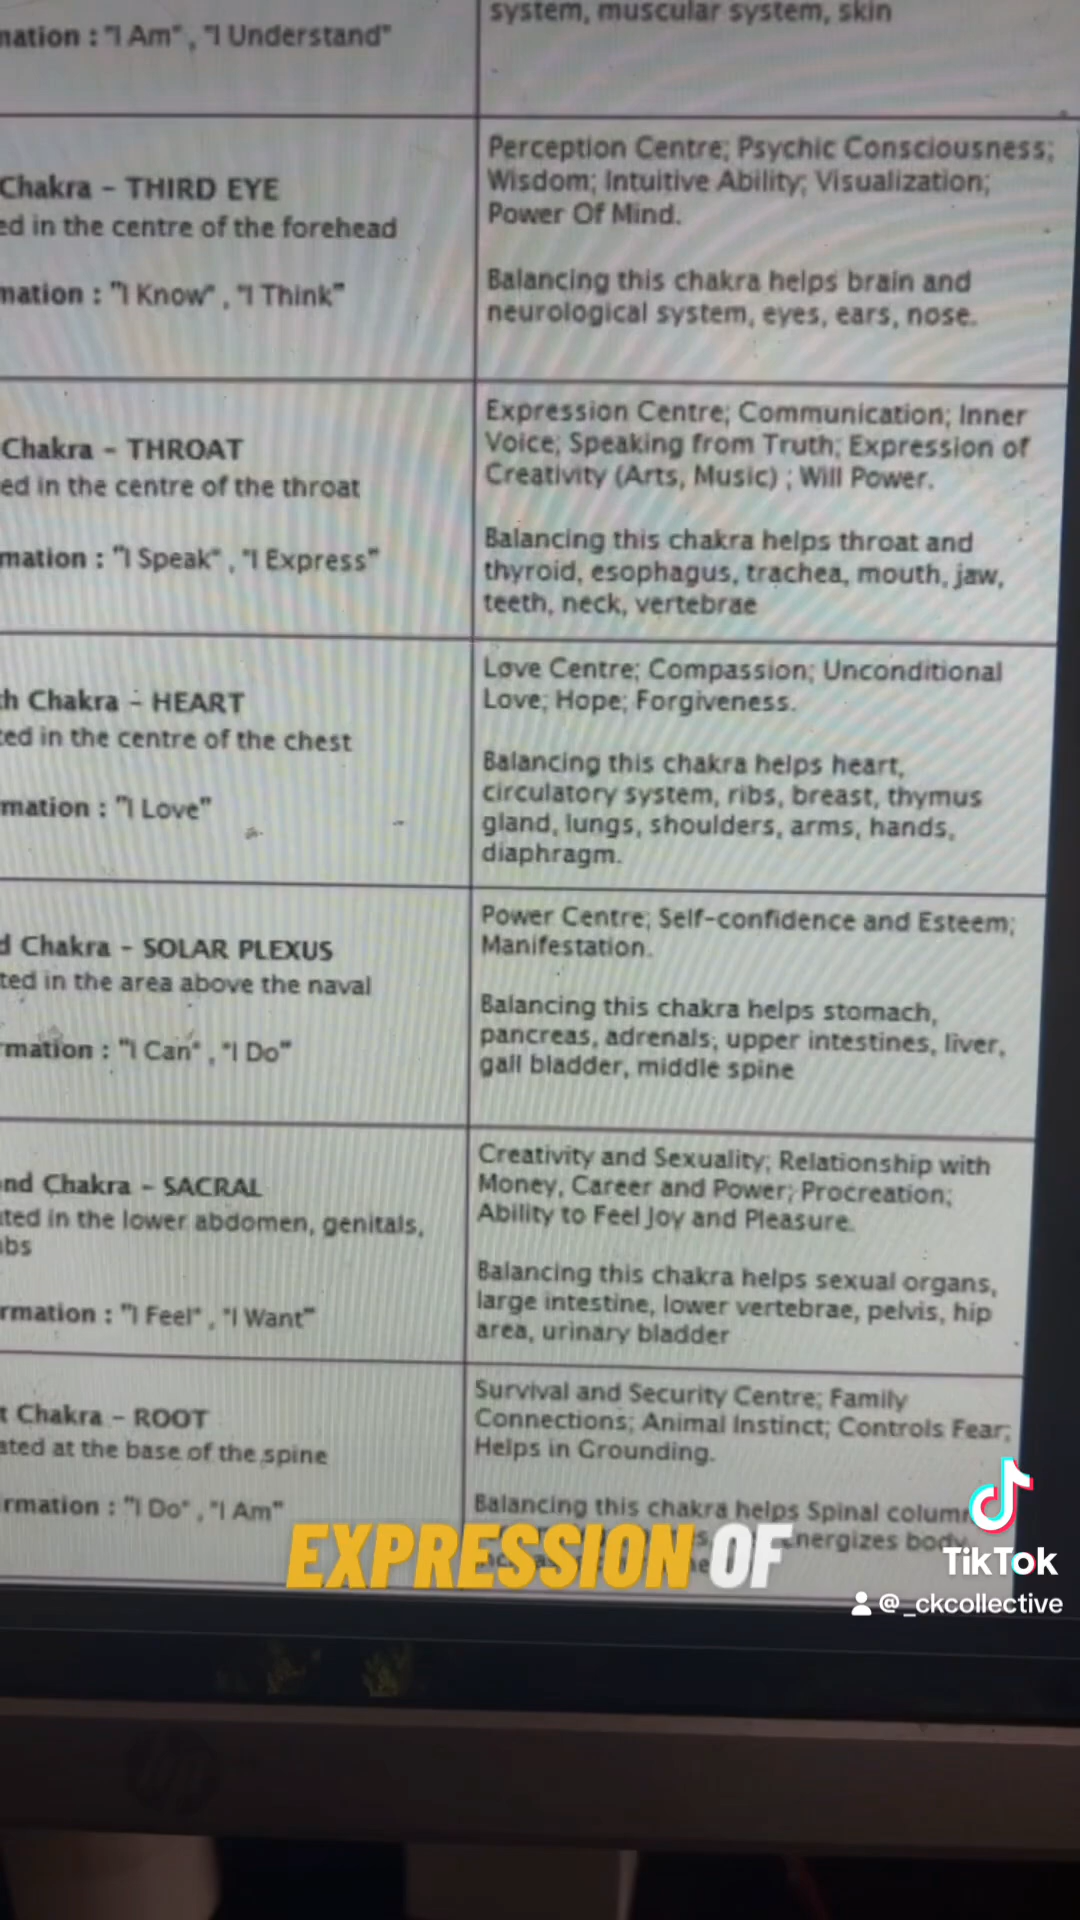 mation : "I Am" , "I Understand"
system, muscular system, skin
Chakra - THIRD EYE
ed in the centre of the forehead
mation : "I Know" , "I Think"
Perception Centre; Psychic Consciousness;
Wisdom; Intuitive Ability; Visualization;
Power Of Mind.
Balancing this chakra helps brain and
neurological system, eyes, ears, nose.
Chakra - THROAT
ed in the centre of the throat
mation : "I Speak" , "I Express"
Expression Centre; Communication; Inner
Voice; Speaking from Truth; Expression of
Creativity (Arts, Music) ; Will Power.
Balancing this chakra helps throat and
thyroid, esophagus, trachea, mouth, jaw,
teeth, neck, vertebrae
th Chakra - HEART
ted in the centre of the chest
mation : "I Love"
Love Centre; Compassion; Unconditional
Love; Hope; Forgiveness.
Balancing this chakra helps heart,
circulatory system, ribs, breast, thymus
gland, lungs, shoulders, arms, hands,
diaphragm.
d Chakra - SOLAR PLEXUS
ted in the area above the naval
rmation : "I Can" , "I Do"
Power Centre; Self-confidence and Esteem;
Manifestation.
Balancing this chakra helps stomach,
pancreas, adrenals, upper intestines, liver,
gall bladder, middle spine
nd Chakra - SACRAL
ated in the lower abdomen, genitals,
bs
rmation : "I Feel" , "I Want"
Creativity and Sexuality; Relationship with
Money, Career and Power; Procreation;
Ability to Feel Joy and Pleasure.
Balancing this chakra helps sexual organs,
large intestine, lower vertebrae, pelvis, hip
area, urinary bladder
t Chakra - ROOT
ated at the base of the spine
rmation : "I Do" , "I Am"
Survival and Security Centre; Family
Connections; Animal Instinct; Controls Fear;
Helps in Grounding.
Balancing this chakra helps Spinal column
energizes body
EXPRESSION OF
TikTok
@_ckcollective
hp